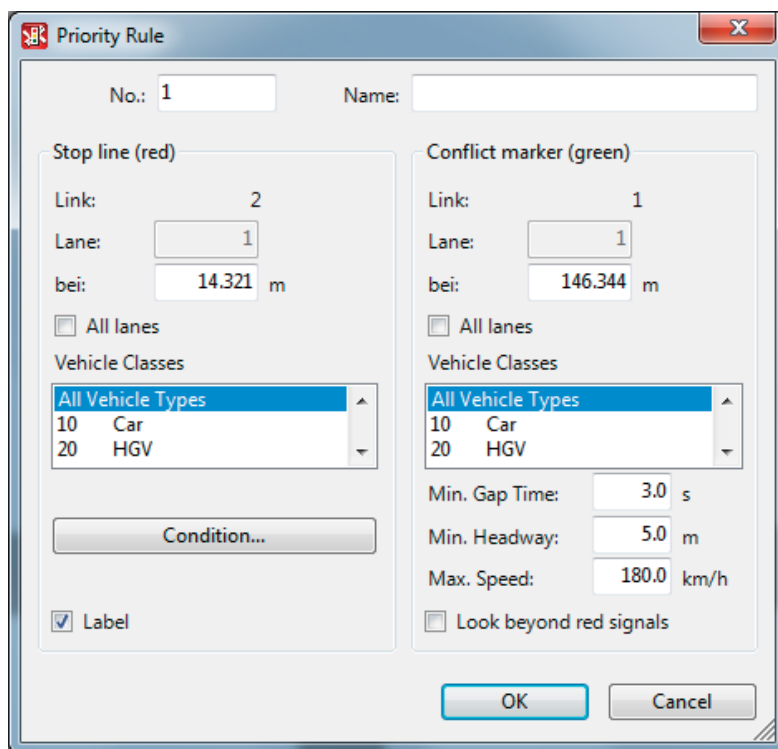 Priority Rule
No.: 1 Name:
Stop line (red)
Link: 2
Lane: 1
bei: 14.321 m
All lanes
Vehicle Classes
All Vehicle Types
10 Car
20 HGV
Condition...
Label
Conflict marker (green)
Link: 1
Lane: 1
bei: 146.344 m
All lanes
Vehicle Classes
All Vehicle Types
10 Car
20 HGV
Min. Gap Time: 3.0 s
Min. Headway: 5.0 m
Max. Speed: 180.0 km/h
Look beyond red signals
OK Cancel